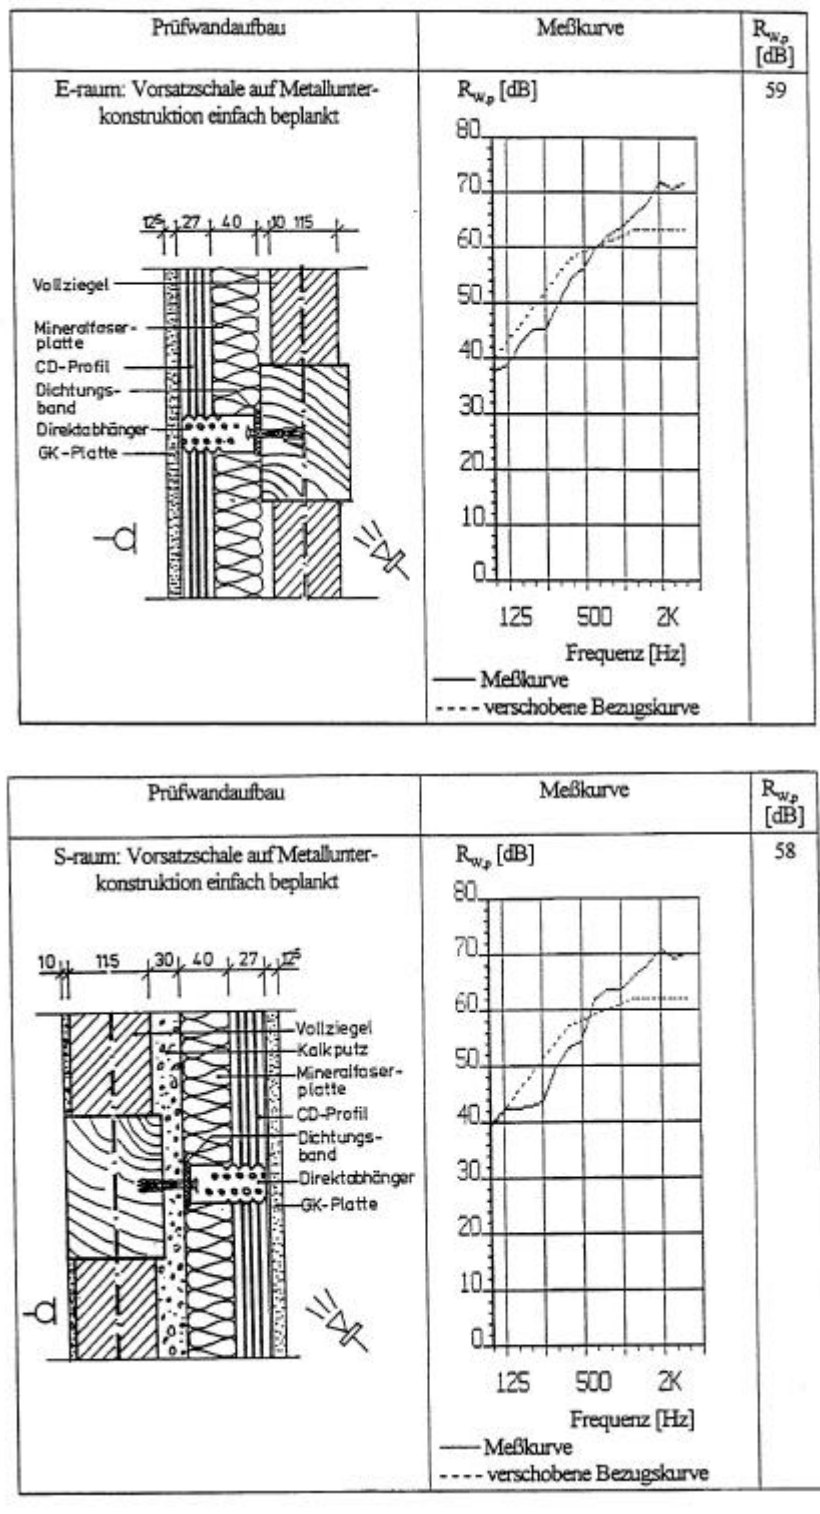 Prüfwandaufbau
Meßkurve
R_w,p
[dB]
E-raum: Vorsatzschale auf Metallunter-
konstruktion einfach beplankt
R_w,p [dB]
59
80
70
60
50
40
30
20
10
0
125 500 2K
Frequenz [Hz]
Meßkurve
verschobene Bezugskurve
12⁵ 27 40 10 115
Vollziegel
Mineralfaser-
platte
CD-Profil
Dichtungs-
band
Direktabhänger
GK-Platte
Prüfwandaufbau
Meßkurve
R_w,p
[dB]
S-raum: Vorsatzschale auf Metallunter-
konstruktion einfach beplankt
R_w,p [dB]
58
80
70
60
50
40
30
20
10
0
125 500 2K
Frequenz [Hz]
Meßkurve
verschobene Bezugskurve
10 115 30 40 27 12⁵
Vollziegel
Kalkputz
Mineralfaser-
platte
CD-Profil
Dichtungs-
band
Direktabhänger
GK-Platte